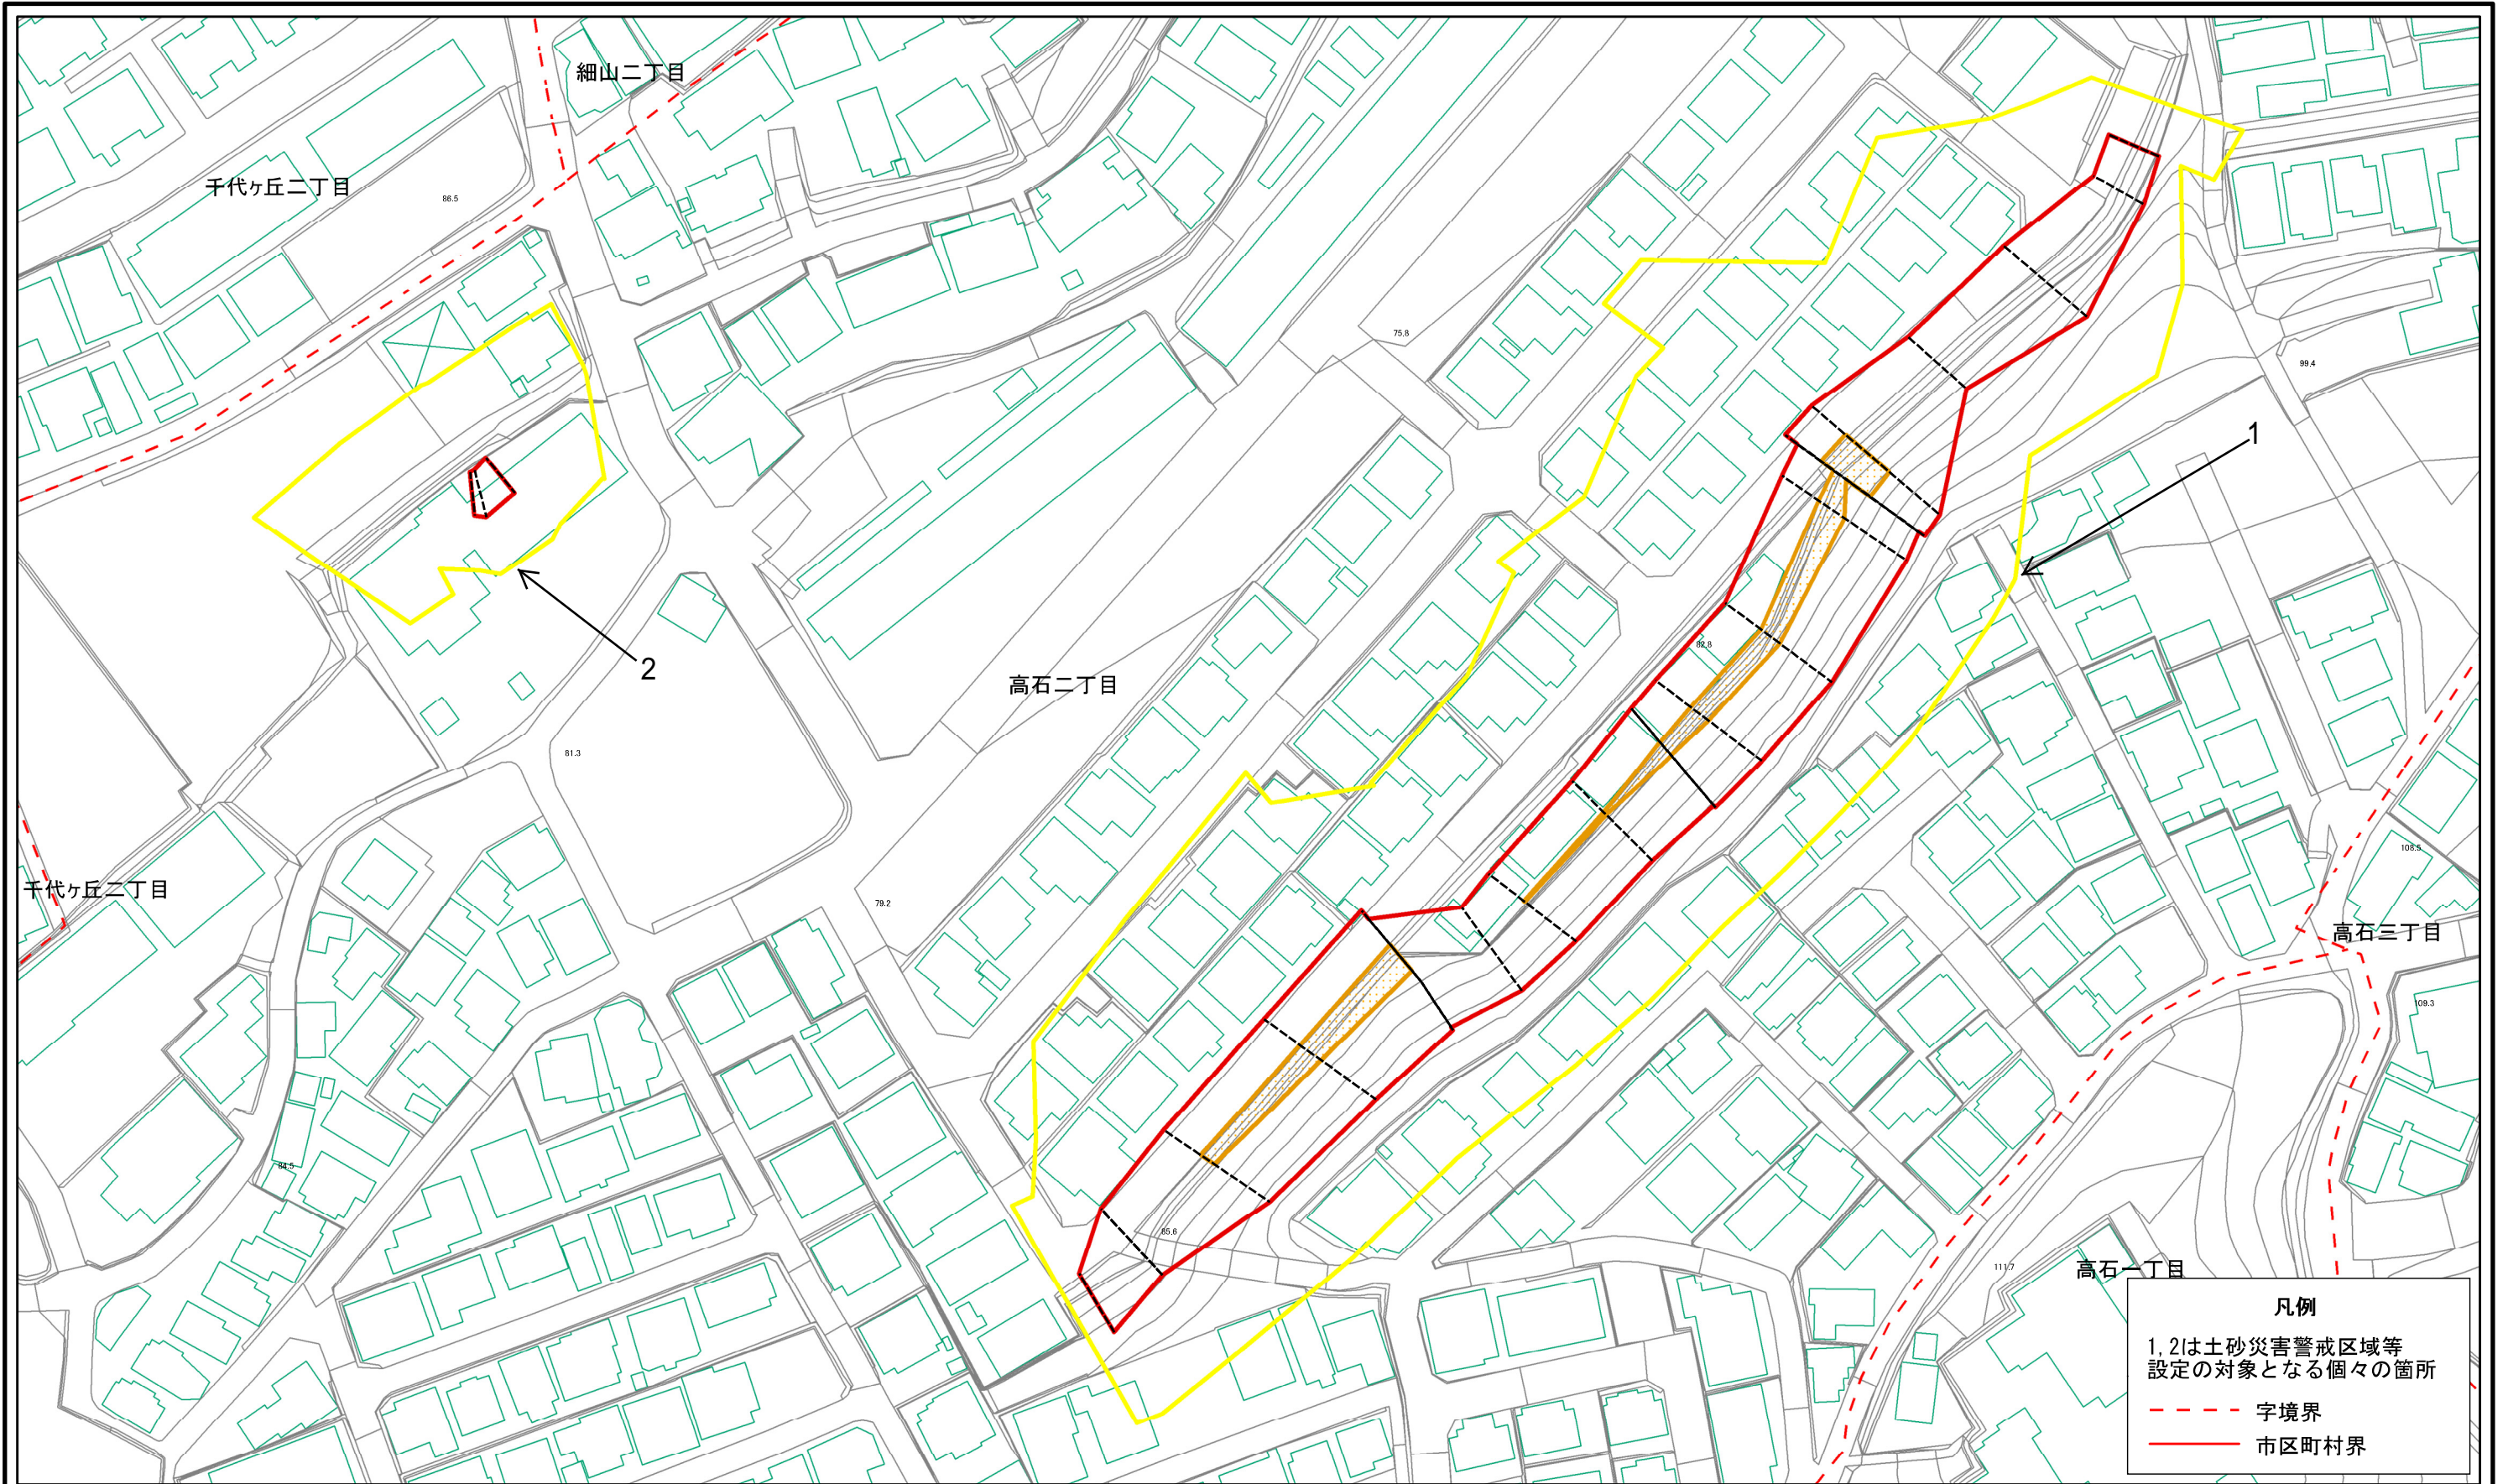 細山二丁目
千代ヶ丘二丁目
86.5
75.8
99.4
1
2
82.8
高石二丁目
81.3
108.5
千代ヶ丘二丁目
79.2
高石三丁目
109.3
84.5
85.6
111.7
高石一丁目
凡例
1,2は土砂災害警戒区域等
設定の対象となる個々の箇所
字境界
市区町村界